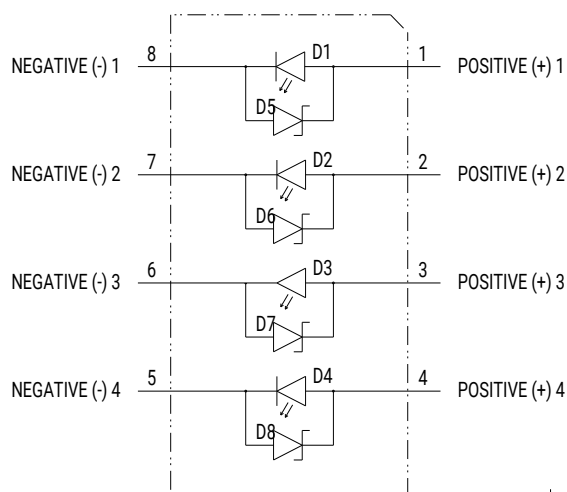 NEGATIVE (-) 1 8 D1 1 POSITIVE (+) 1
D5
NEGATIVE (-) 2 7 D2 2 POSITIVE (+) 2
D6
NEGATIVE (-) 3 6 D3 3 POSITIVE (+) 3
D7
NEGATIVE (-) 4 5 D4 4 POSITIVE (+) 4
D8